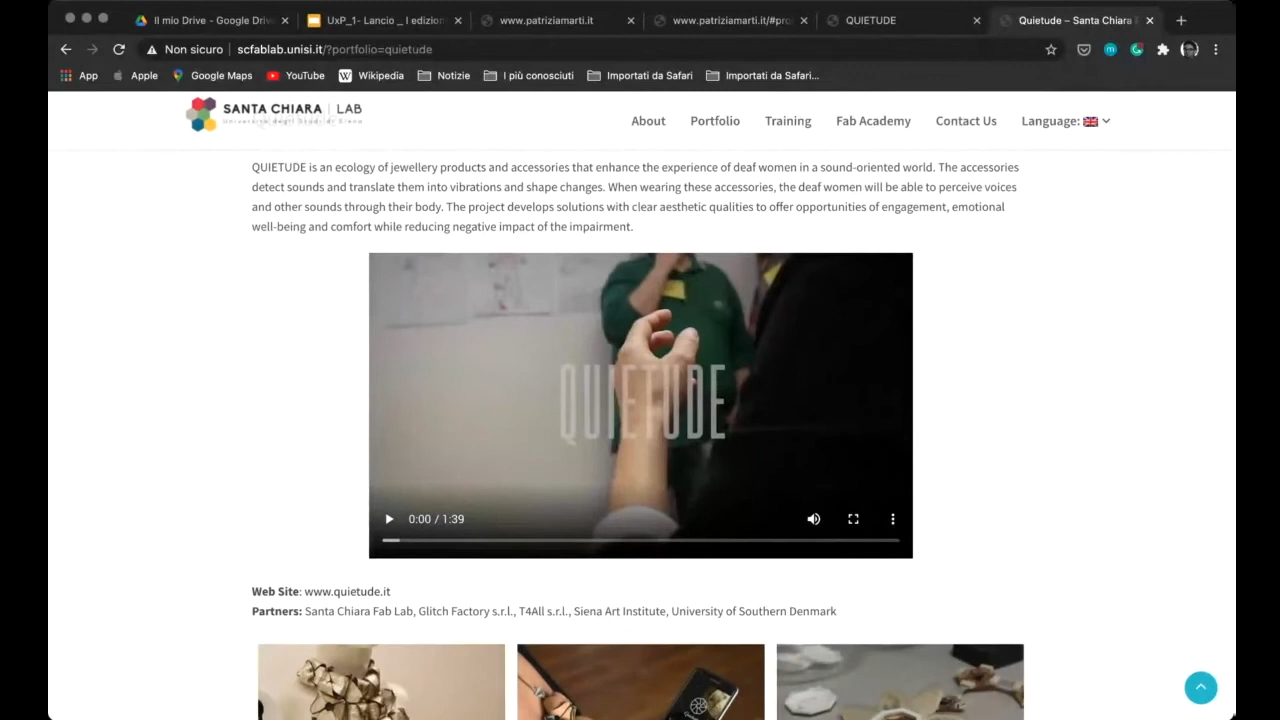 Il mio Drive - Google Drive
UxP_1- Lancio _ I edizion
www.patriziamarti.it
www.patriziamarti.it/#pro
QUIETUDE
Quietude – Santa Chiara
Non sicuro
scfablab.unisi.it/?portfolio=quietude
App
Apple
Google Maps
YouTube
Wikipedia
Notizie
I più conosciuti
Importati da Safari
Importati da Safari...
SANTA CHIARA | LAB
Università degli Studi di Siena
About
Portfolio
Training
Fab Academy
Contact Us
Language:
QUIETUDE is an ecology of jewellery products and accessories that enhance the experience of deaf women in a sound-oriented world. The accessories
detect sounds and translate them into vibrations and shape changes. When wearing these accessories, the deaf women will be able to perceive voices
and other sounds through their body. The project develops solutions with clear aesthetic qualities to offer opportunities of engagement, emotional
well-being and comfort while reducing negative impact of the impairment.
QUIETUDE
0:00 / 1:39
Web Site: www.quietude.it
Partners: Santa Chiara Fab Lab, Glitch Factory s.r.l., T4All s.r.l., Siena Art Institute, University of Southern Denmark